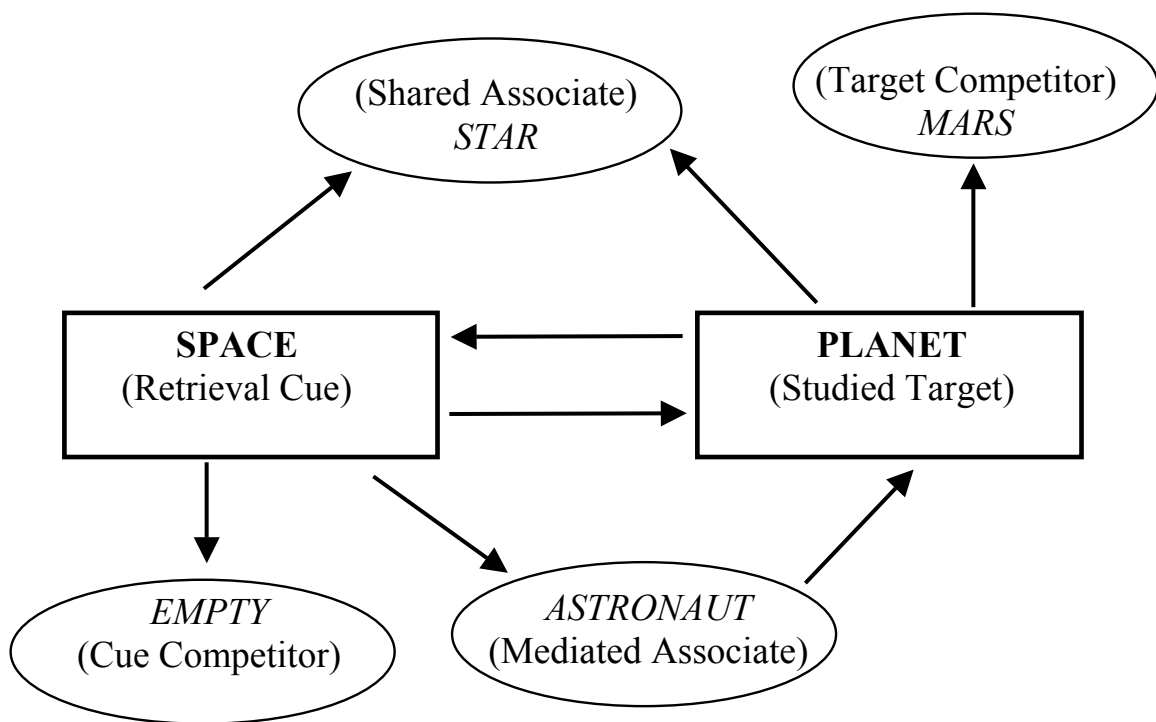 (Shared Associate)
STAR
(Target Competitor)
MARS
SPACE
(Retrieval Cue)
PLANET
(Studied Target)
EMPTY
(Cue Competitor)
ASTRONAUT
(Mediated Associate)